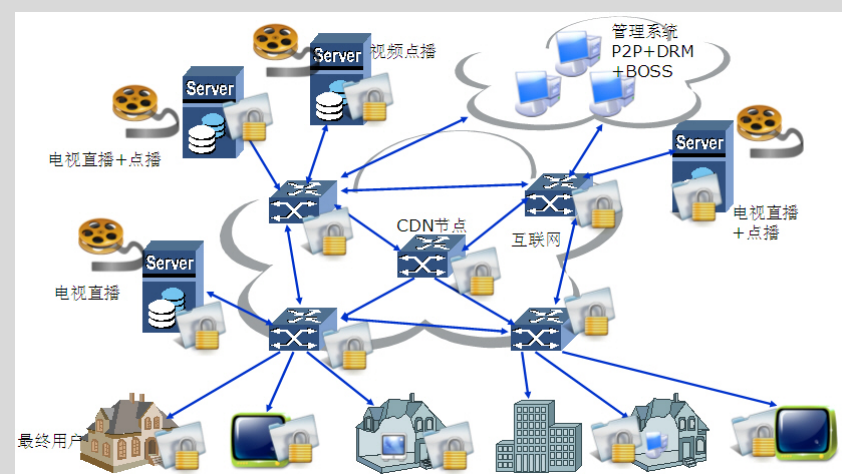 管理系统
P2P+DRM
+BOSS
Server
视频点播
Server
电视直播+点播
Server
电视直播
+点播
CDN节点
互联网
Server
电视直播
最终用户